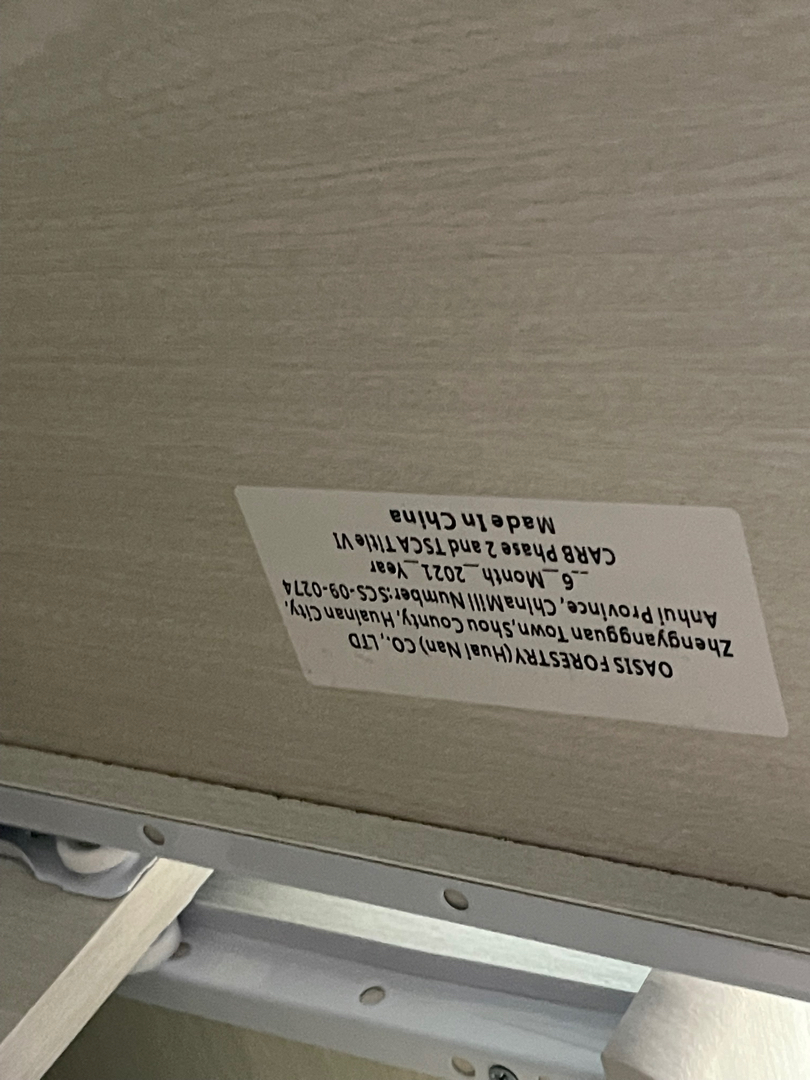 OASIS FORESTRY(Huai Nan) CO., LTD
Zhengyangguan Town,Shou County, Huainan City,
Anhui Province, ChinaMill Number:SCS-09-0274
__6__Month__2021_Year
CARB Phase 2 and TSCA Title VI
Made In China